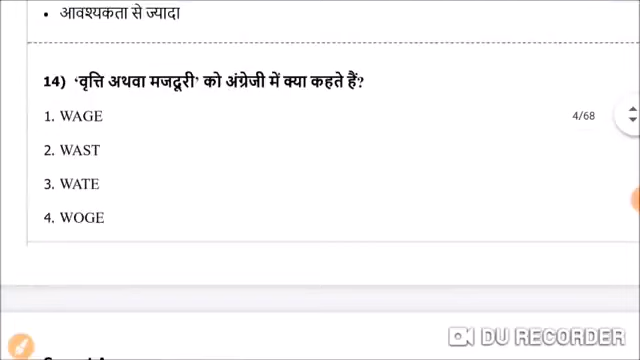 • आवश्यकता से ज्यादा
14) ‘वृत्ति अथवा मजदूरी’ को अंग्रेजी में क्या कहते हैं?
1. WAGE
4/68
2. WAST
3. WATE
4. WOGE
DU RECORDER